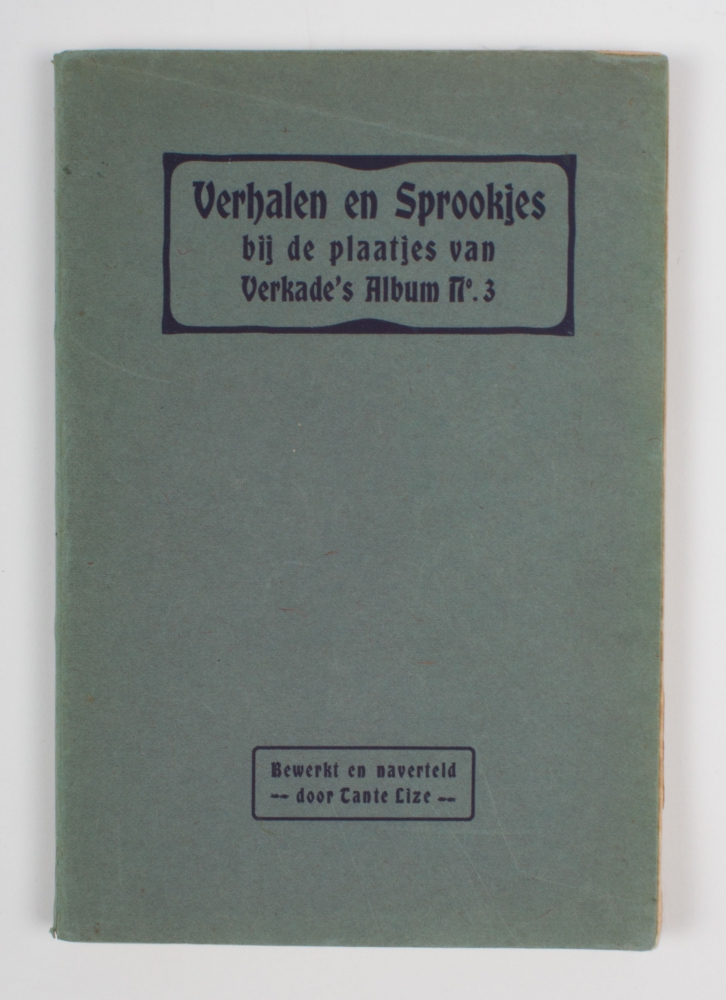 Verhalen en Sprookjes
bij de plaatjes van
Verkade's Album No. 3
Bewerkt en naverteld
-- door Tante Lize --